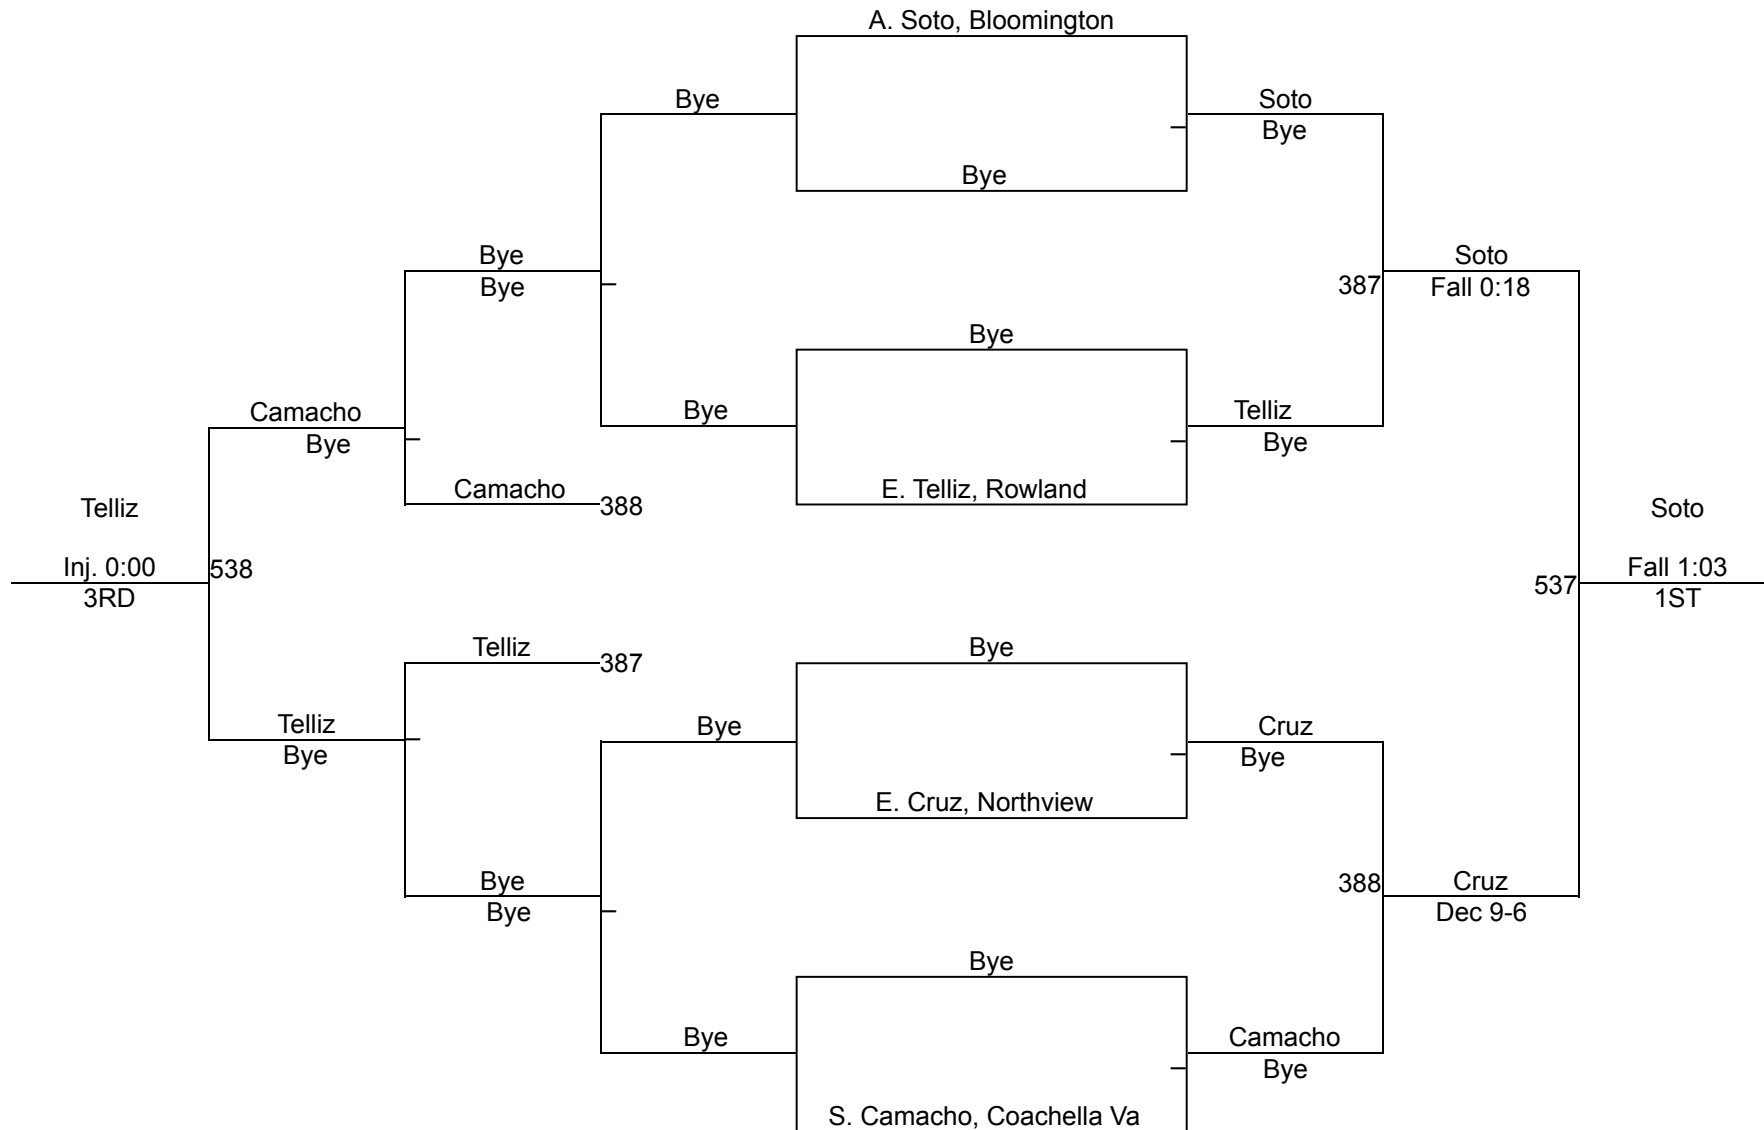 A. Soto, Bloomington
Bye
Soto
Bye
Bye
Bye
Soto
Bye
387
Fall 0:18
Bye
Camacho
Bye
Telliz
Bye
Bye
Camacho
E. Telliz, Rowland
388
Telliz
Soto
Inj. 0:00
538
Fall 1:03
537
3RD
1ST
Telliz
Bye
387
Telliz
Bye
Cruz
Bye
Bye
E. Cruz, Northview
Bye
388
Cruz
Bye
Dec 9-6
Bye
Bye
Camacho
Bye
S. Camacho, Coachella Va